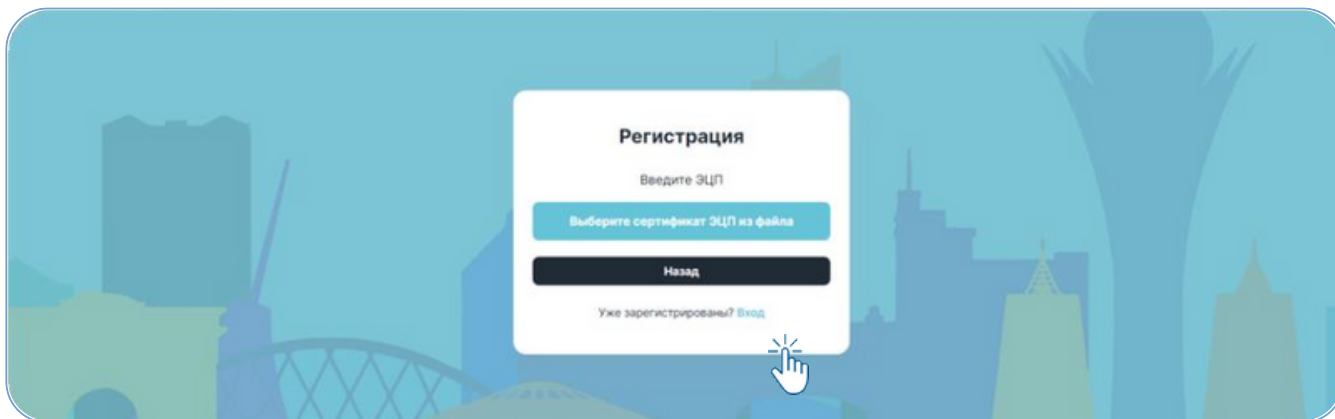 Регистрация
Введите ЭЦП
Выберите сертификат ЭЦП из файла
Назад
Уже зарегистрированы? Вход